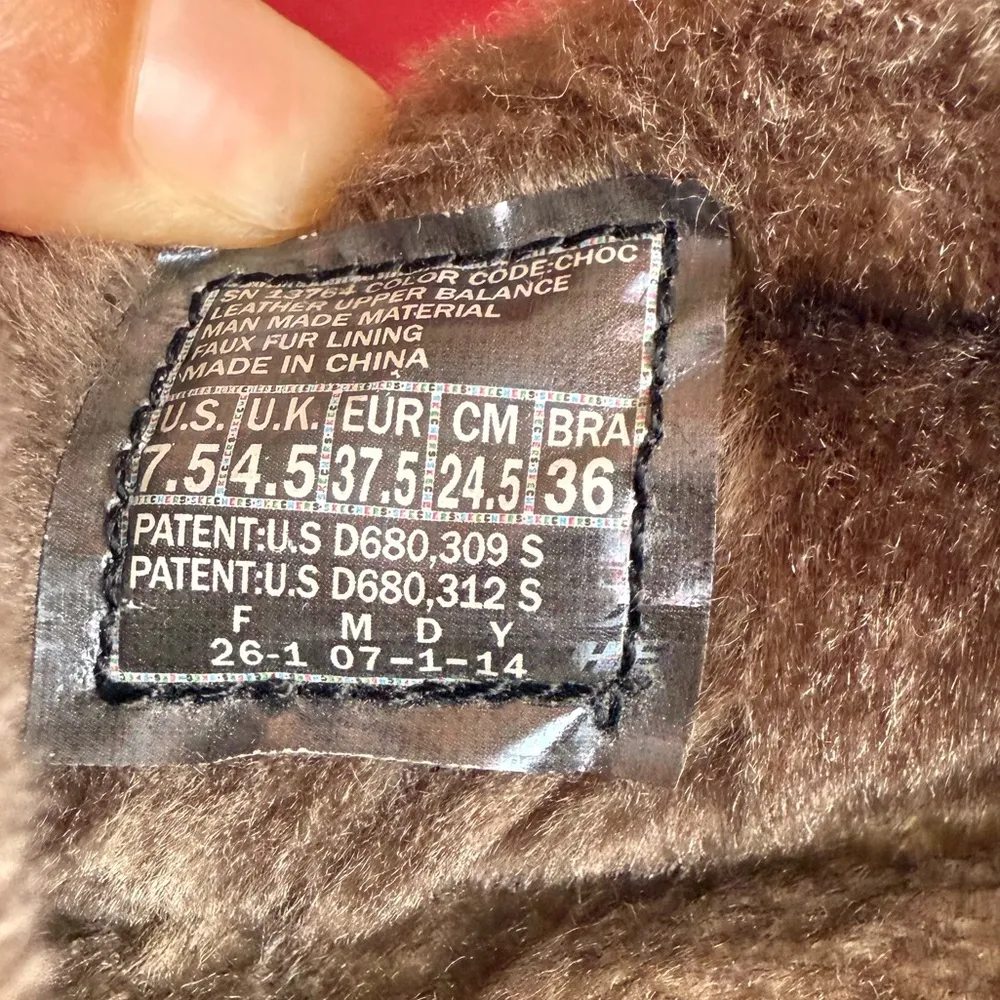 SN 13764 COLOR CODE:CHOC
LEATHER UPPER BALANCE
MAN MADE MATERIAL
FAUX FUR LINING
MADE IN CHINA
U.S. U.K. EUR CM BRA
7.5 4.5 37.5 24.5 36
PATENT:U.S D680,309 S
PATENT:U.S D680,312 S
F M D Y
26-1 07-1-14